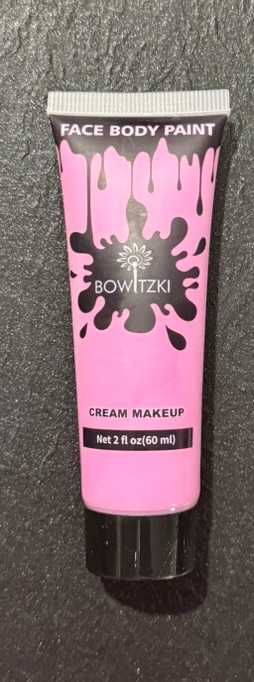 FACE BODY PAINT
BOWITZKI
CREAM MAKEUP
Net 2 fl oz(60 ml)